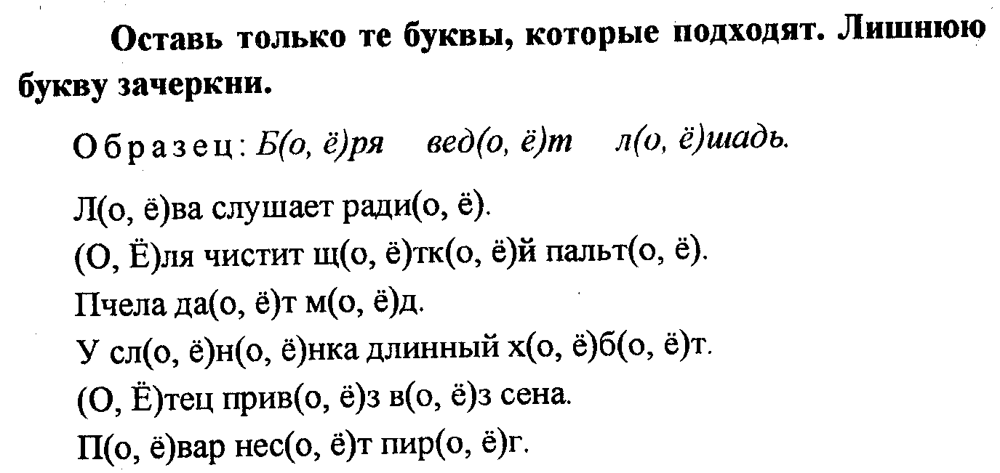 Оставь только те буквы, которые подходят. Лишнюю
букву зачеркни.
Образец: Б(о, ё)ря вед(о, ё)т л(о, ё)шадь.
Л(о, ё)ва слушает ради(о, ё).
(О, Ё)ля чистит щ(о, ё)тк(о, ё)й пальт(о, ё).
Пчела да(о, ё)т м(о, ё)д.
У сл(о, ё)н(о, ё)нка длинный х(о, ё)б(о, ё)т.
(О, Ё)тец прив(о, ё)з в(о, ё)з сена.
П(о, ё)вар нес(о, ё)т пир(о, ё)г.